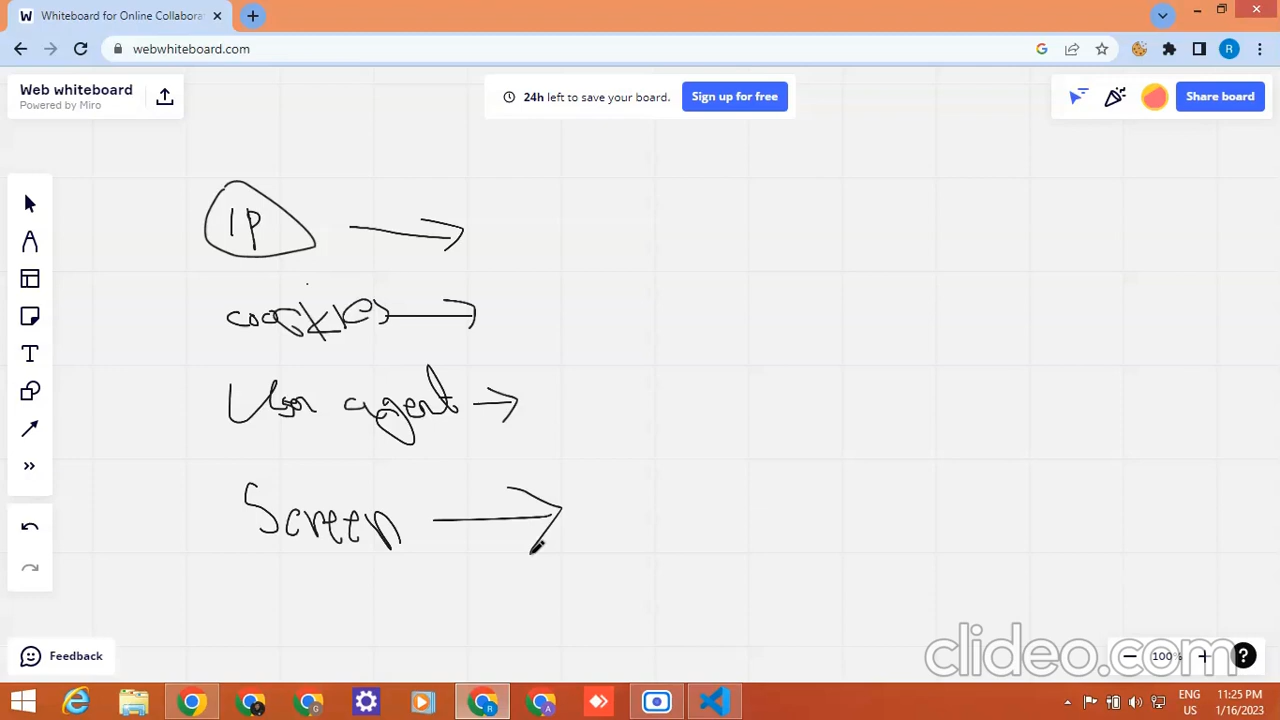 Whiteboard for Online Collabora
webwhiteboard.com
R
Web whiteboard
Powered by Miro
24h left to save your board.
Sign up for free
Share board
IP
cookies
User agent
Screen
Feedback
clideo.com
100%
ENG 11:25 PM
US 1/16/2023